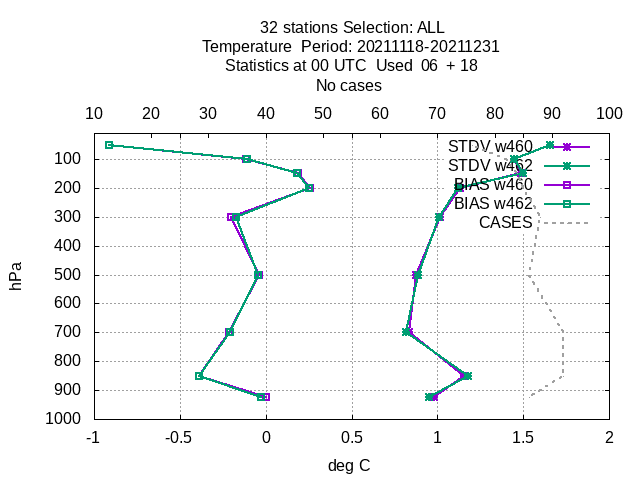 32 stations Selection: ALL
Temperature  Period: 20211118-20211231
Statistics at 00 UTC  Used  06  + 18
No cases
10 20 30 40 50 60 70 80 90 100
STDV w460
STDV w462
BIAS w460
BIAS w462
CASES
100
200
300
400
500
600
700
800
900
1000
hPa
-1 -0.5 0 0.5 1 1.5 2
deg C